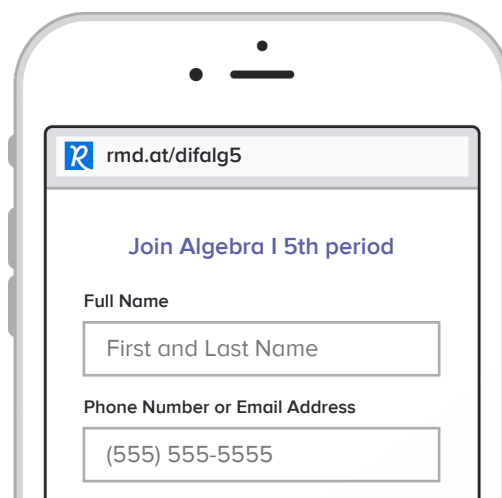 rmd.at/difalg5
Join Algebra I 5th period
Full Name
First and Last Name
Phone Number or Email Address
(555) 555-5555